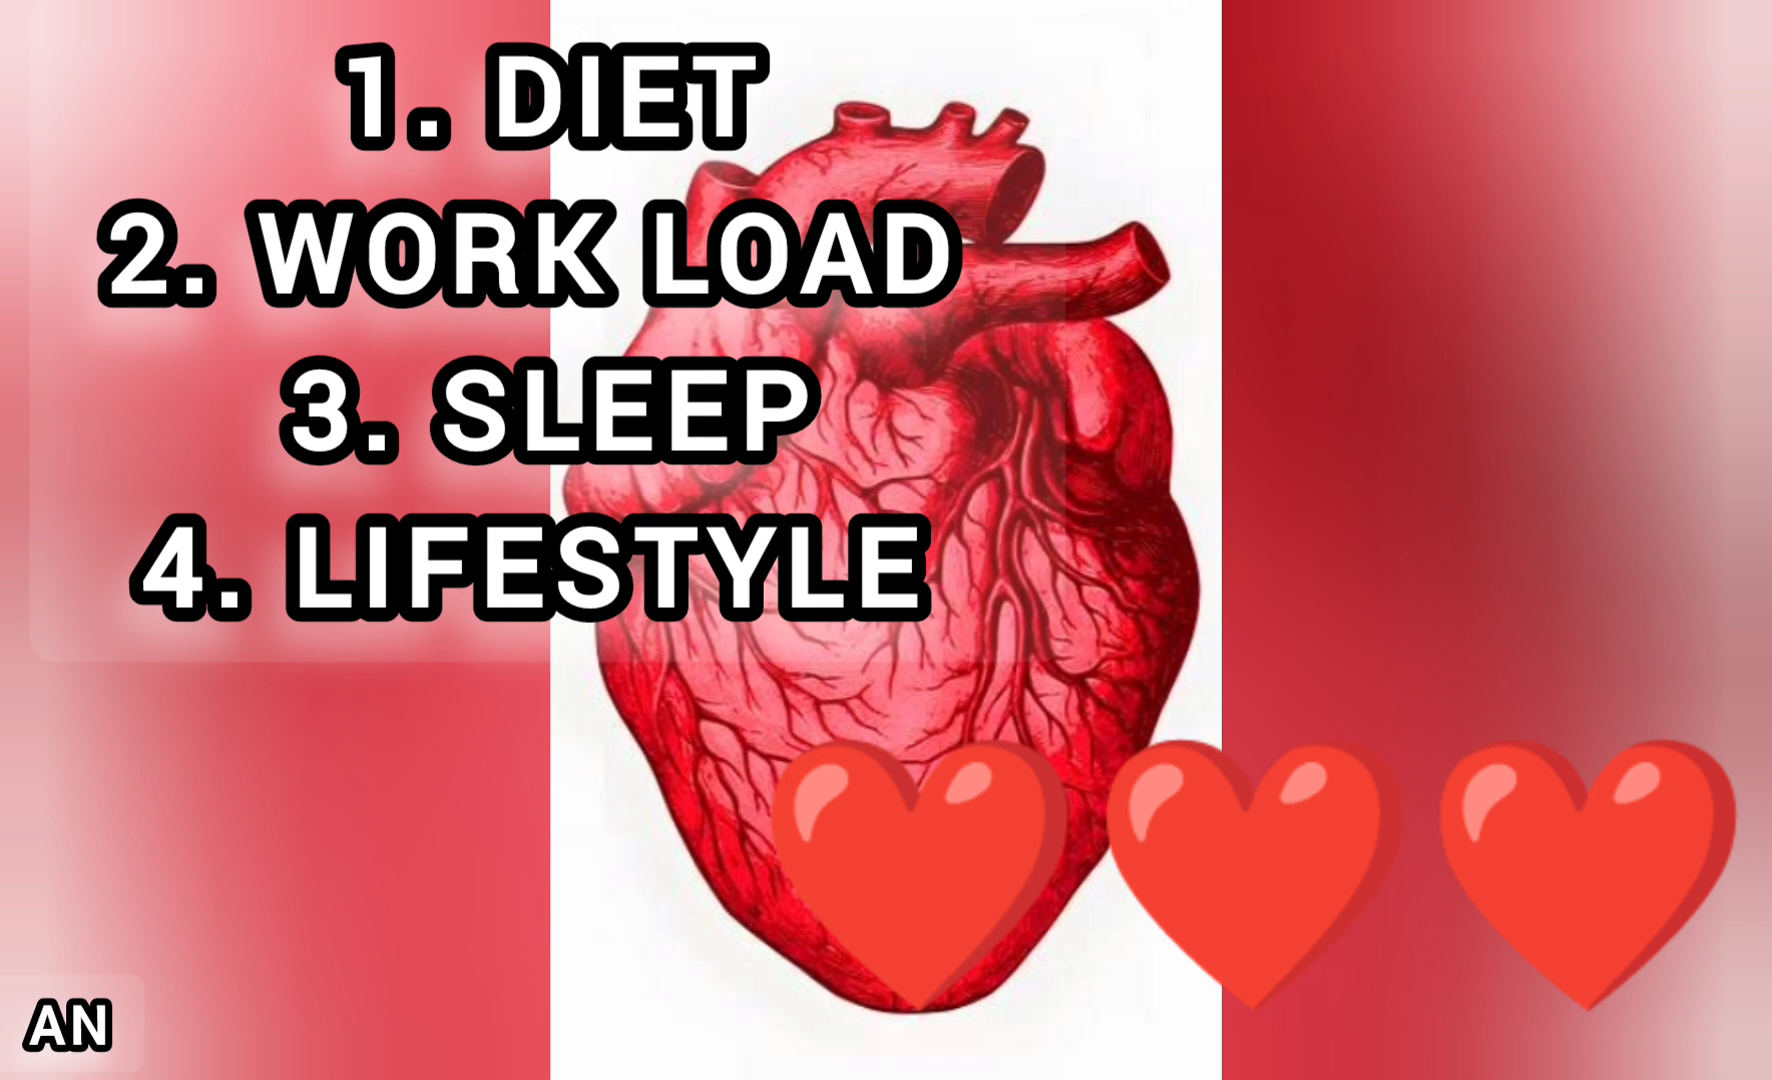 1. DIET
2. WORK LOAD
3. SLEEP
4. LIFESTYLE
AN